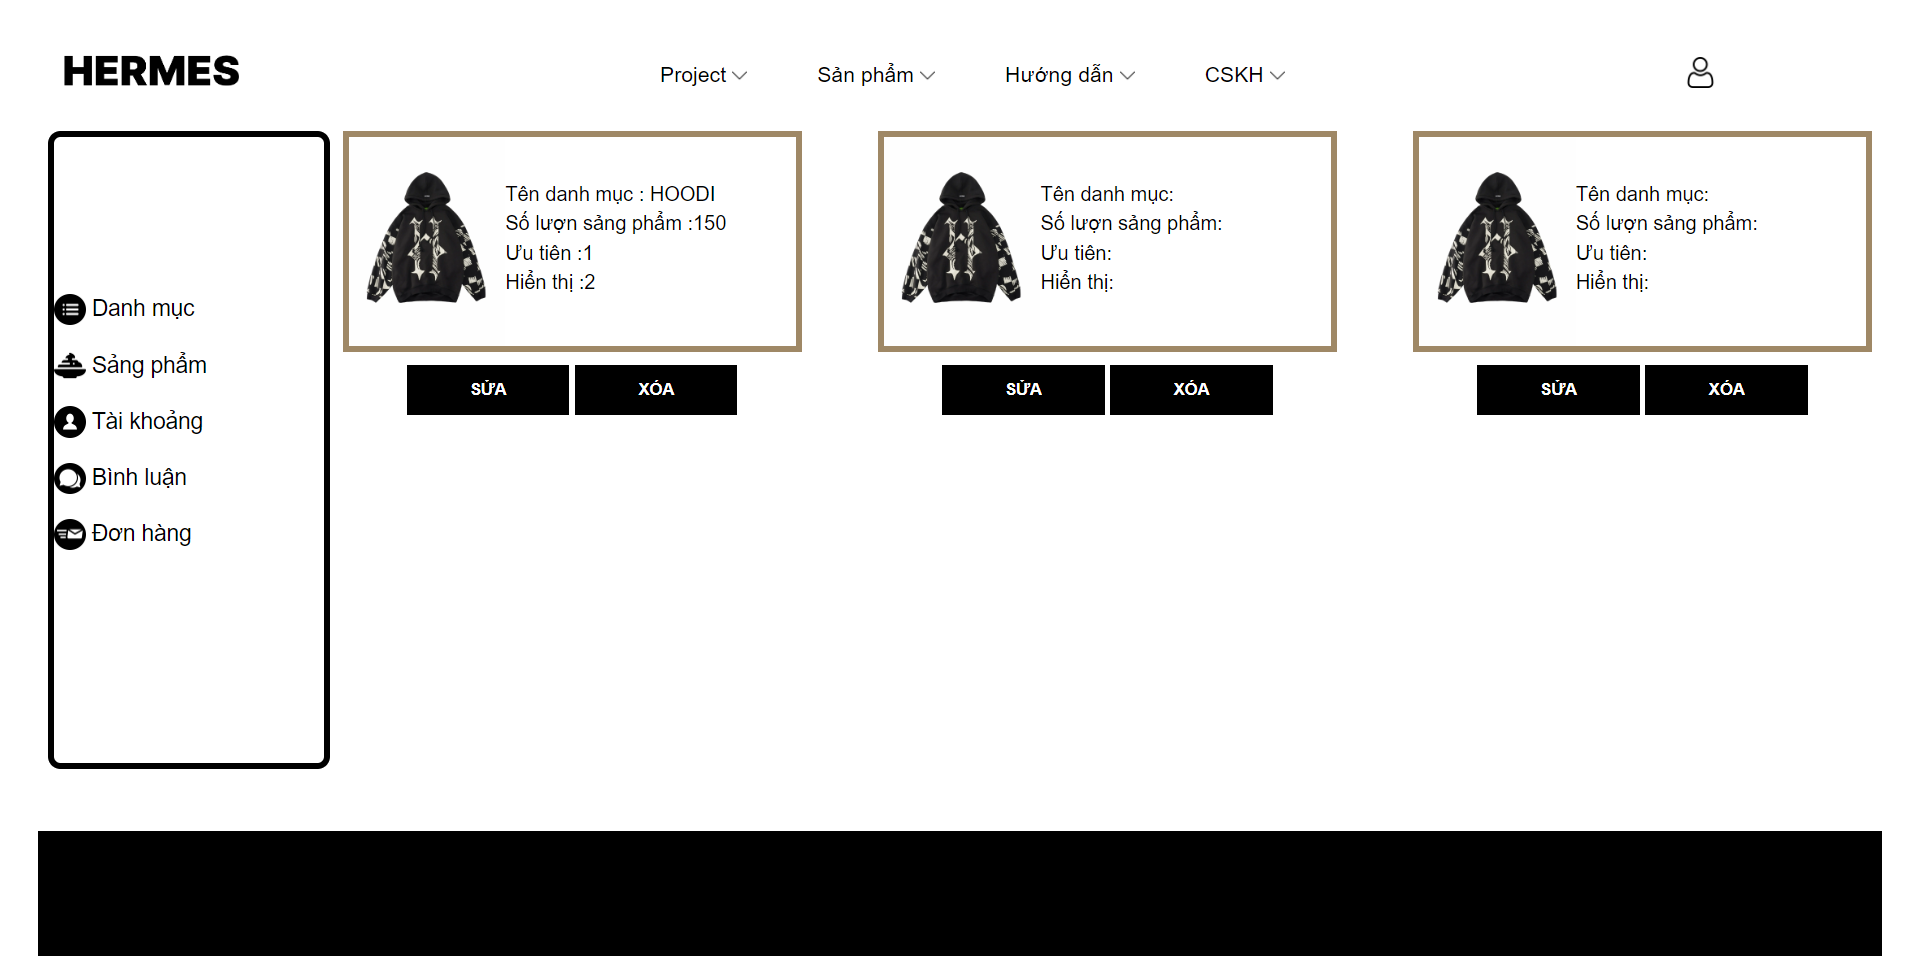 HERMES
Project
Sản phẩm
Hướng dẫn
CSKH
Danh mục
Sảng phẩm
Tài khoảng
Bình luận
Đơn hàng
Tên danh mục : HOODI
Số lượn sảng phẩm :150
Ưu tiên :1
Hiển thị :2
SỬA
XÓA
Tên danh mục:
Số lượn sảng phẩm:
Ưu tiên:
Hiển thị:
SỬA
XÓA
Tên danh mục:
Số lượn sảng phẩm:
Ưu tiên:
Hiển thị:
SỬA
XÓA